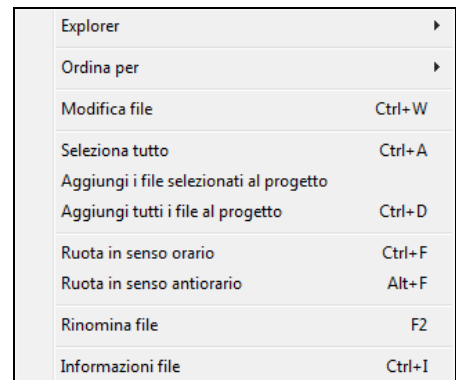 Explorer
Ordina per
Modifica file Ctrl+W
Seleziona tutto Ctrl+A
Aggiungi i file selezionati al progetto
Aggiungi tutti i file al progetto Ctrl+D
Ruota in senso orario Ctrl+F
Ruota in senso antiorario Alt+F
Rinomina file F2
Informazioni file Ctrl+I